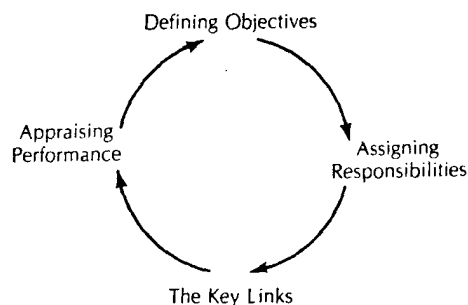 Defining Objectives
Assigning
Responsibilities
The Key Links
Appraising
Performance